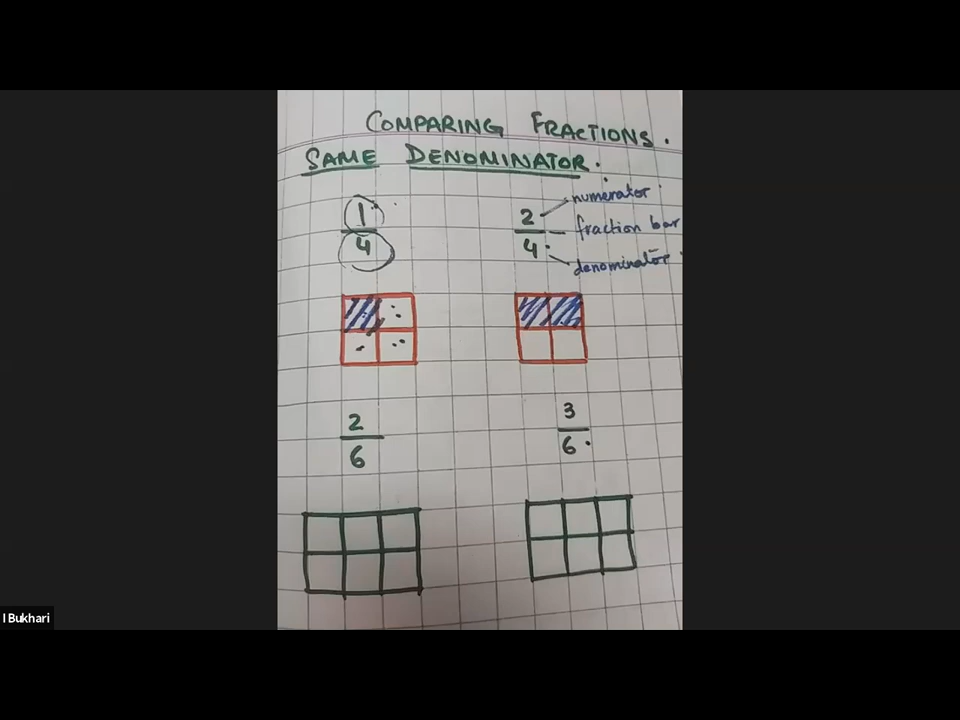 COMPARING FRACTIONS.
SAME DENOMINATOR.
1/4
2/4
numerator
fraction bar
denominator
2/6
3/6
I Bukhari